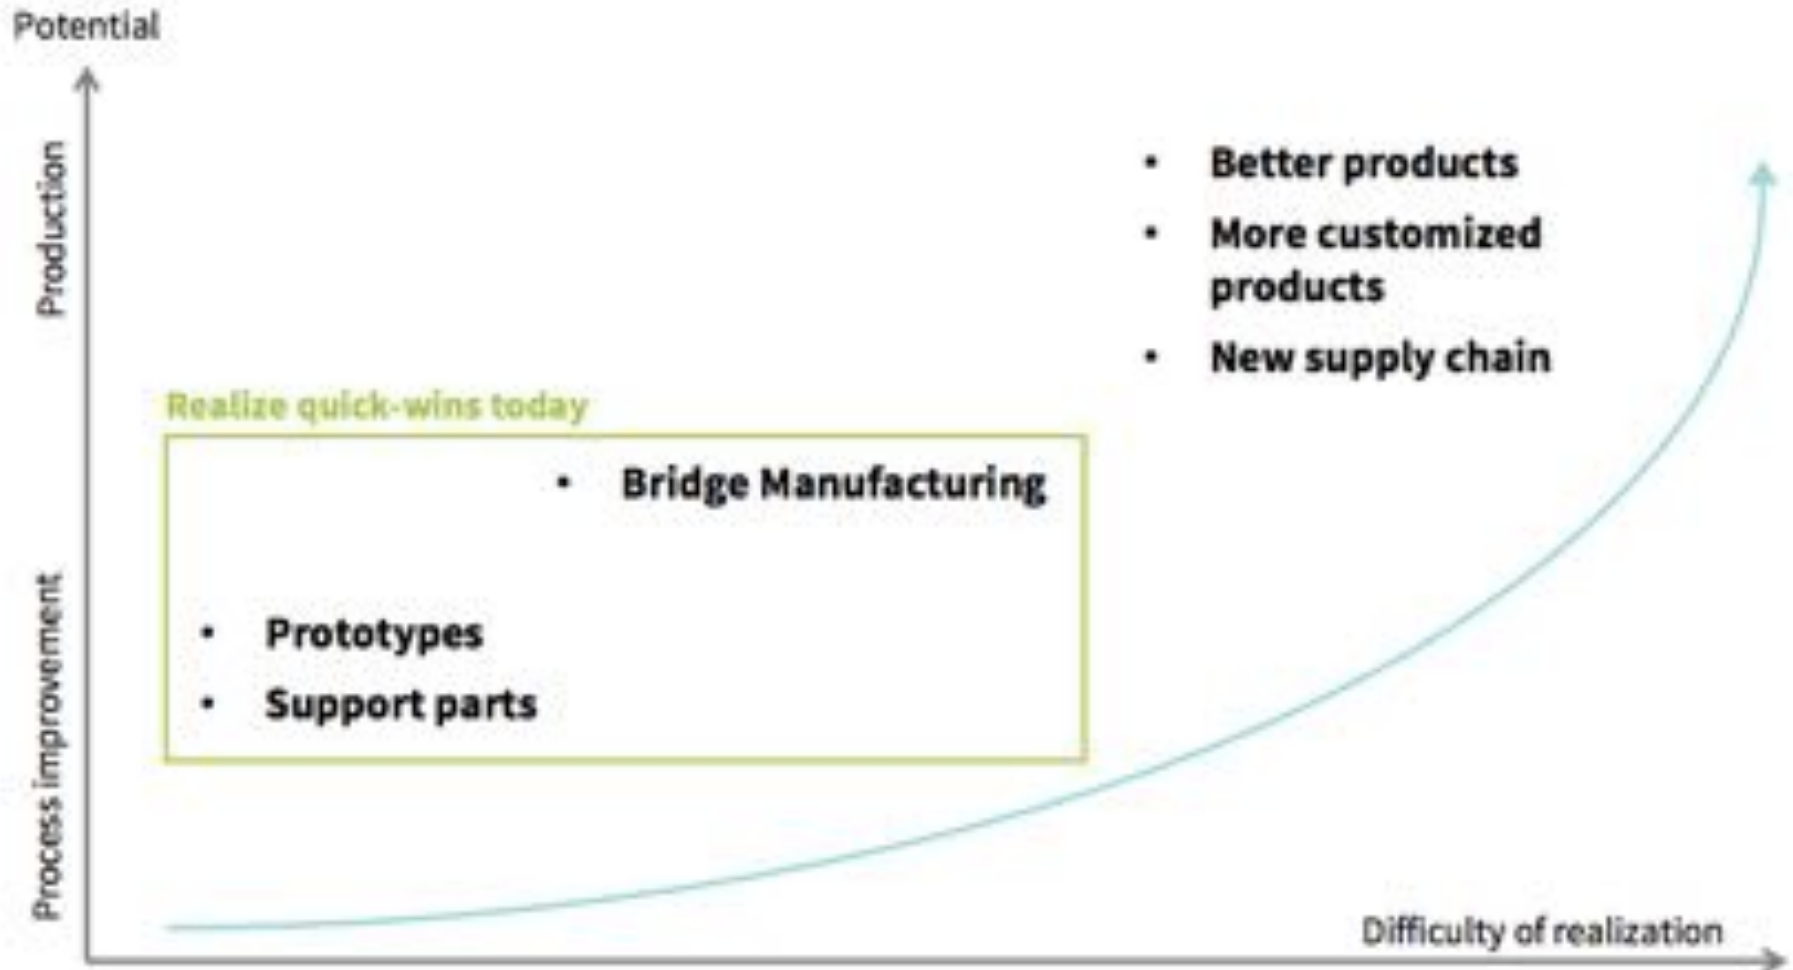 Potential
Production
Better products
More customized
products
New supply chain
Realize quick-wins today
Bridge Manufacturing
Process improvement
Prototypes
Support parts
Difficulty of realization